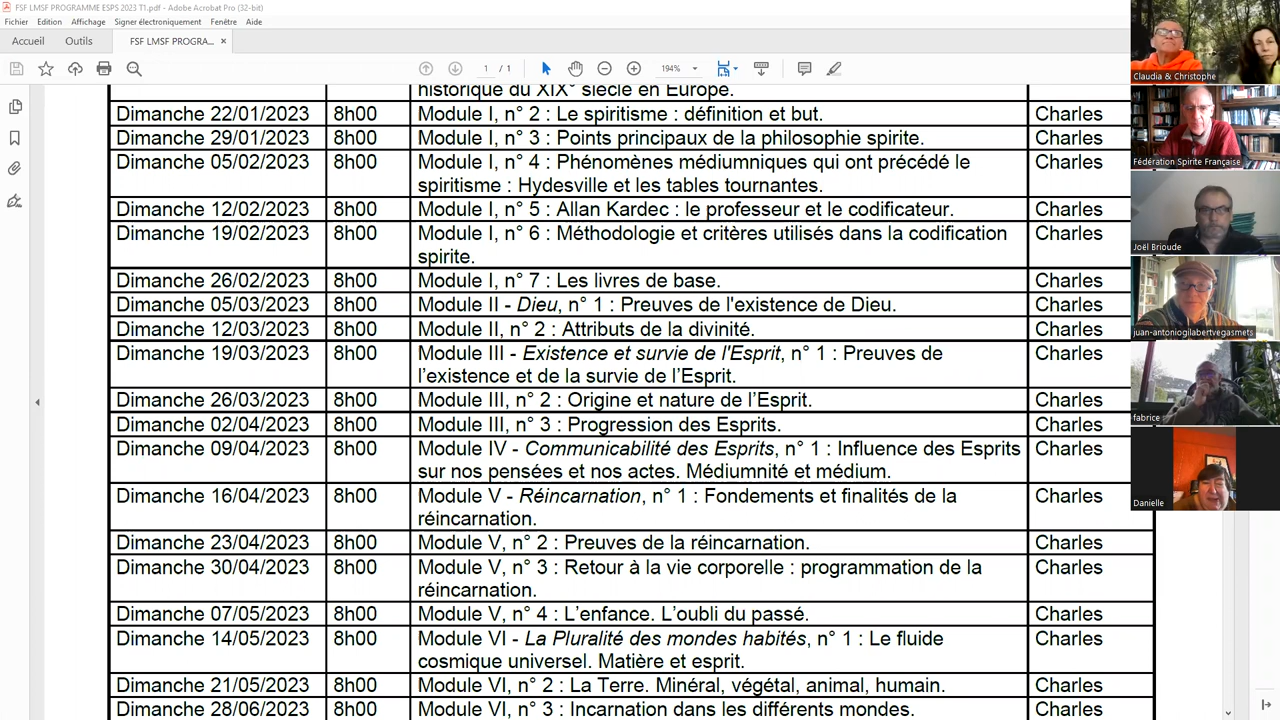 FSF LMSF PROGRAMME ESPS 2023 T1.pdf - Adobe Acrobat Pro (32-bit)
Fichier Edition Affichage Signer électroniquement Fenêtre Aide
Accueil Outils FSF LMSF PROGRA... ×
1 / 1 194%
historique du XIX° siècle en Europe.
Dimanche 22/01/2023 8h00 Module I, n° 2 : Le spiritisme : définition et but. Charles
Dimanche 29/01/2023 8h00 Module I, n° 3 : Points principaux de la philosophie spirite. Charles
Dimanche 05/02/2023 8h00 Module I, n° 4 : Phénomènes médiumniques qui ont précédé le Charles
spiritisme : Hydesville et les tables tournantes.
Dimanche 12/02/2023 8h00 Module I, n° 5 : Allan Kardec : le professeur et le codificateur. Charles
Dimanche 19/02/2023 8h00 Module I, n° 6 : Méthodologie et critères utilisés dans la codification Charles
spirite.
Dimanche 26/02/2023 8h00 Module I, n° 7 : Les livres de base. Charles
Dimanche 05/03/2023 8h00 Module II - Dieu, n° 1 : Preuves de l'existence de Dieu. Charles
Dimanche 12/03/2023 8h00 Module II, n° 2 : Attributs de la divinité. Charles
Dimanche 19/03/2023 8h00 Module III - Existence et survie de l'Esprit, n° 1 : Preuves de Charles
l’existence et de la survie de l’Esprit.
Dimanche 26/03/2023 8h00 Module III, n° 2 : Origine et nature de l’Esprit. Charles
Dimanche 02/04/2023 8h00 Module III, n° 3 : Progression des Esprits. Charles
Dimanche 09/04/2023 8h00 Module IV - Communicabilité des Esprits, n° 1 : Influence des Esprits Charles
sur nos pensées et nos actes. Médiumnité et médium.
Dimanche 16/04/2023 8h00 Module V - Réincarnation, n° 1 : Fondements et finalités de la Charles
réincarnation.
Dimanche 23/04/2023 8h00 Module V, n° 2 : Preuves de la réincarnation. Charles
Dimanche 30/04/2023 8h00 Module V, n° 3 : Retour à la vie corporelle : programmation de la Charles
réincarnation.
Dimanche 07/05/2023 8h00 Module V, n° 4 : L’enfance. L’oubli du passé. Charles
Dimanche 14/05/2023 8h00 Module VI - La Pluralité des mondes habités, n° 1 : Le fluide Charles
cosmique universel. Matière et esprit.
Dimanche 21/05/2023 8h00 Module VI, n° 2 : La Terre. Minéral, végétal, animal, humain. Charles
Dimanche 28/06/2023 8h00 Module VI, n° 3 : Incarnation dans les différents mondes. Charles
Claudia & Christophe
Fédération Spirite Française
Joël Brioude
juan-antoniogilabertvegasmets
fabrice
Danielle